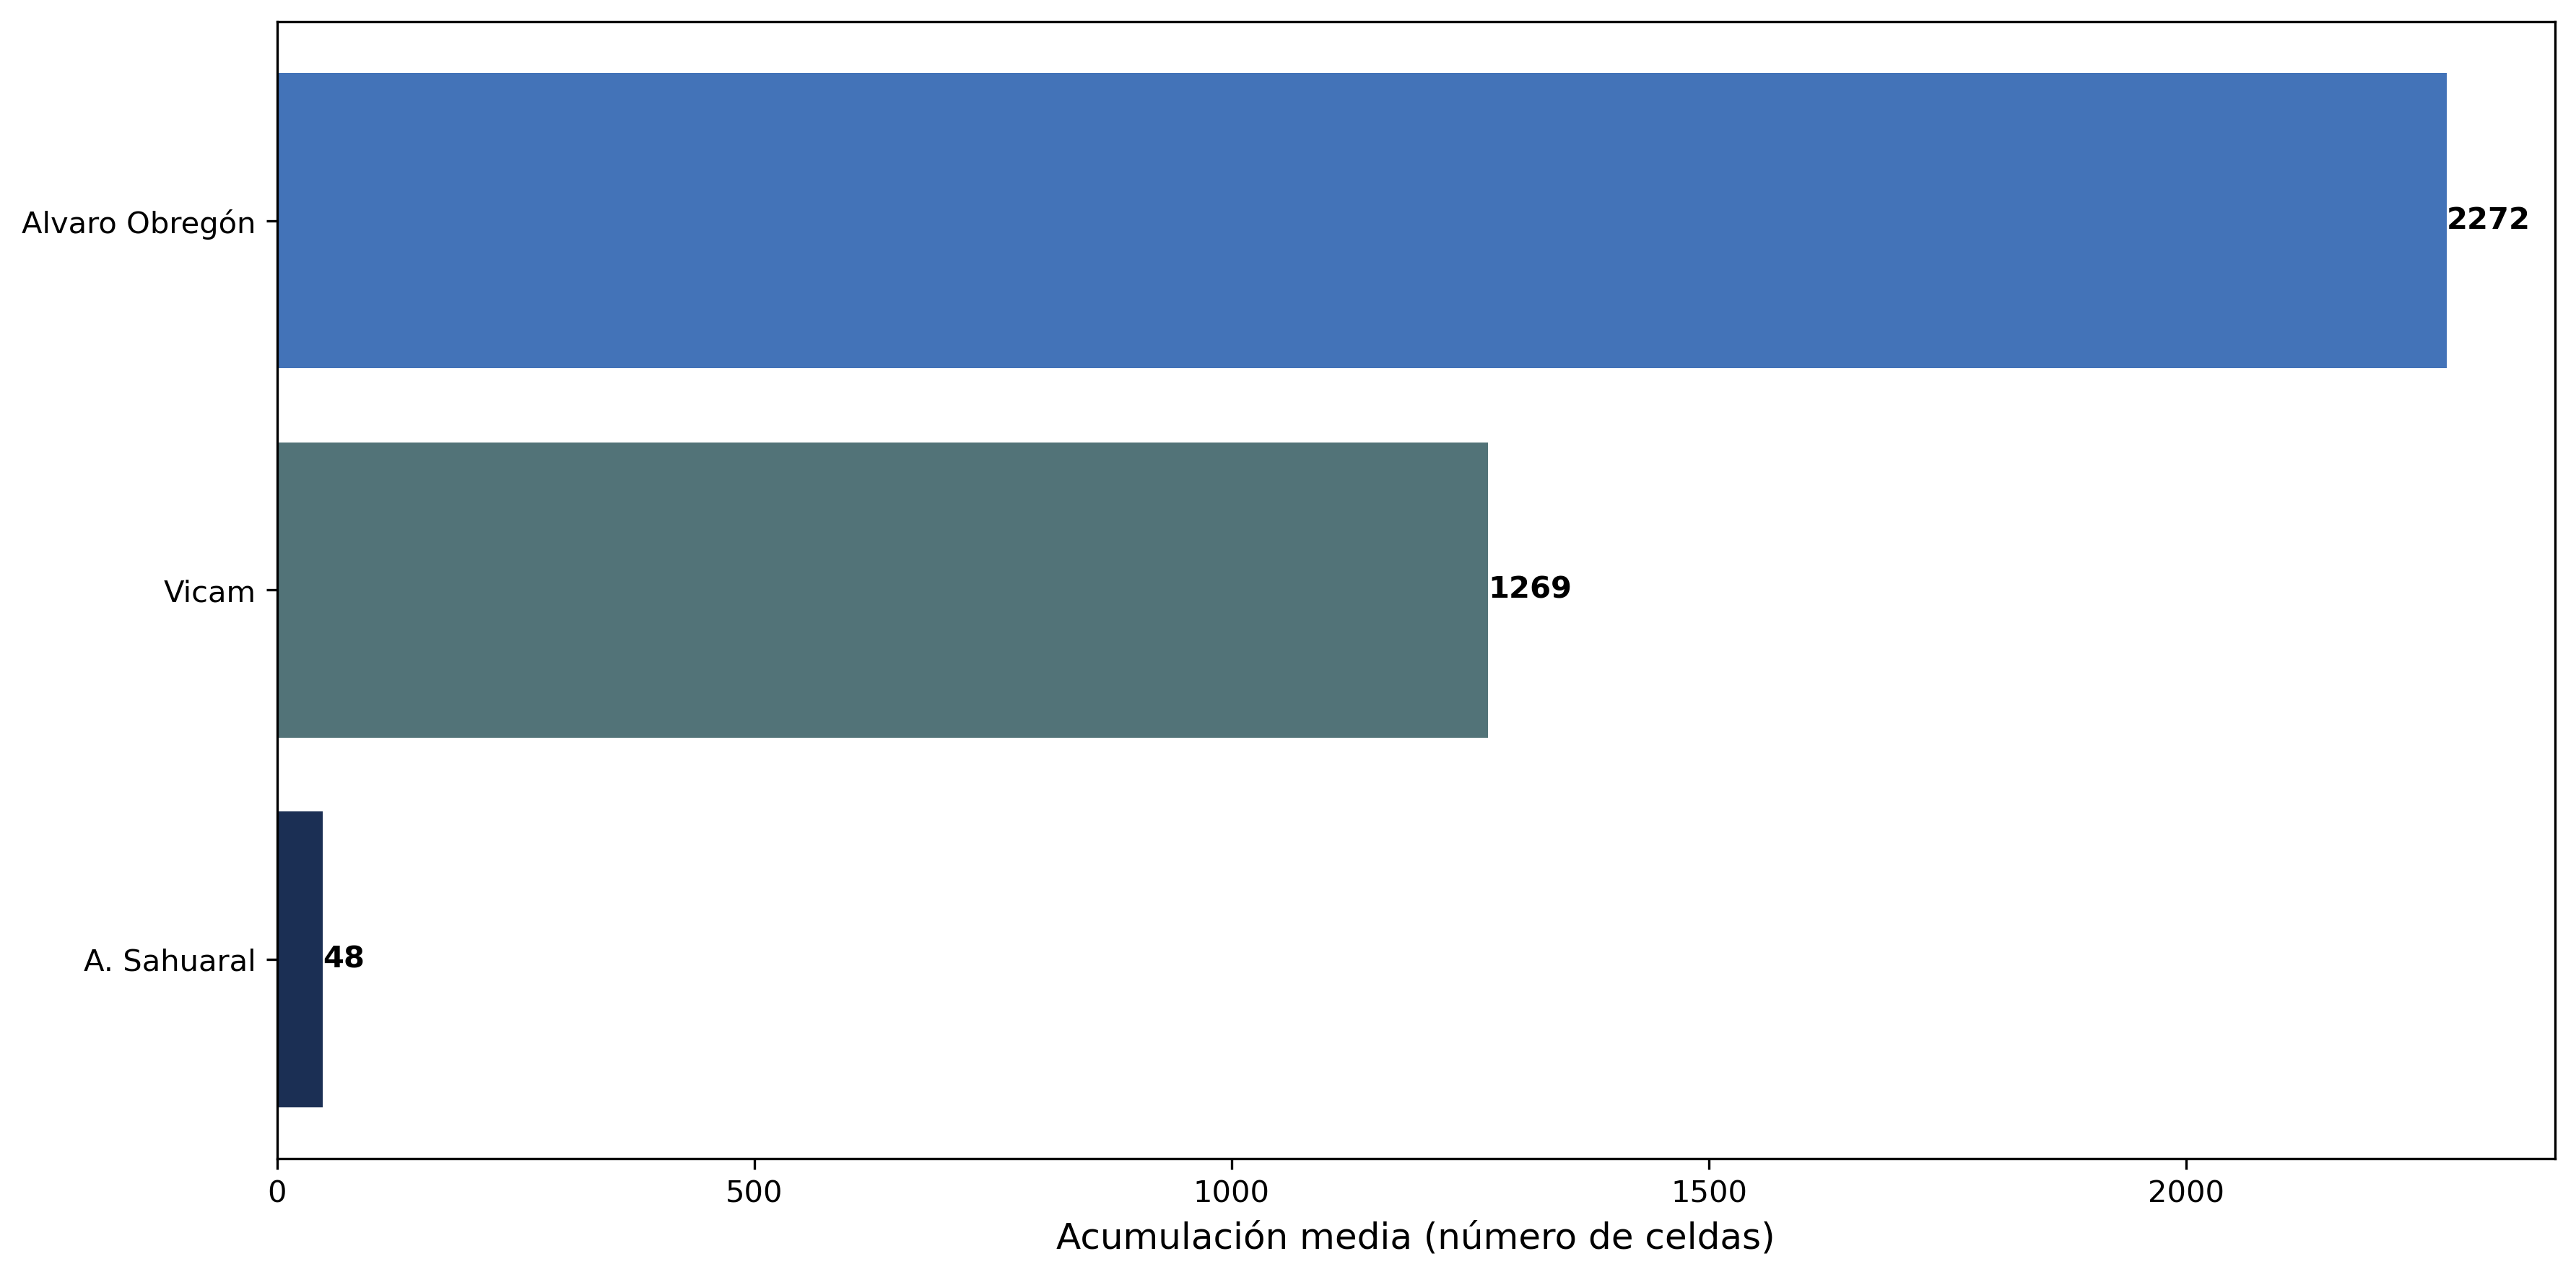 Alvaro Obregón
2272
Vicam
1269
A. Sahuaral
48
0 500 1000 1500 2000
Acumulación media (número de celdas)